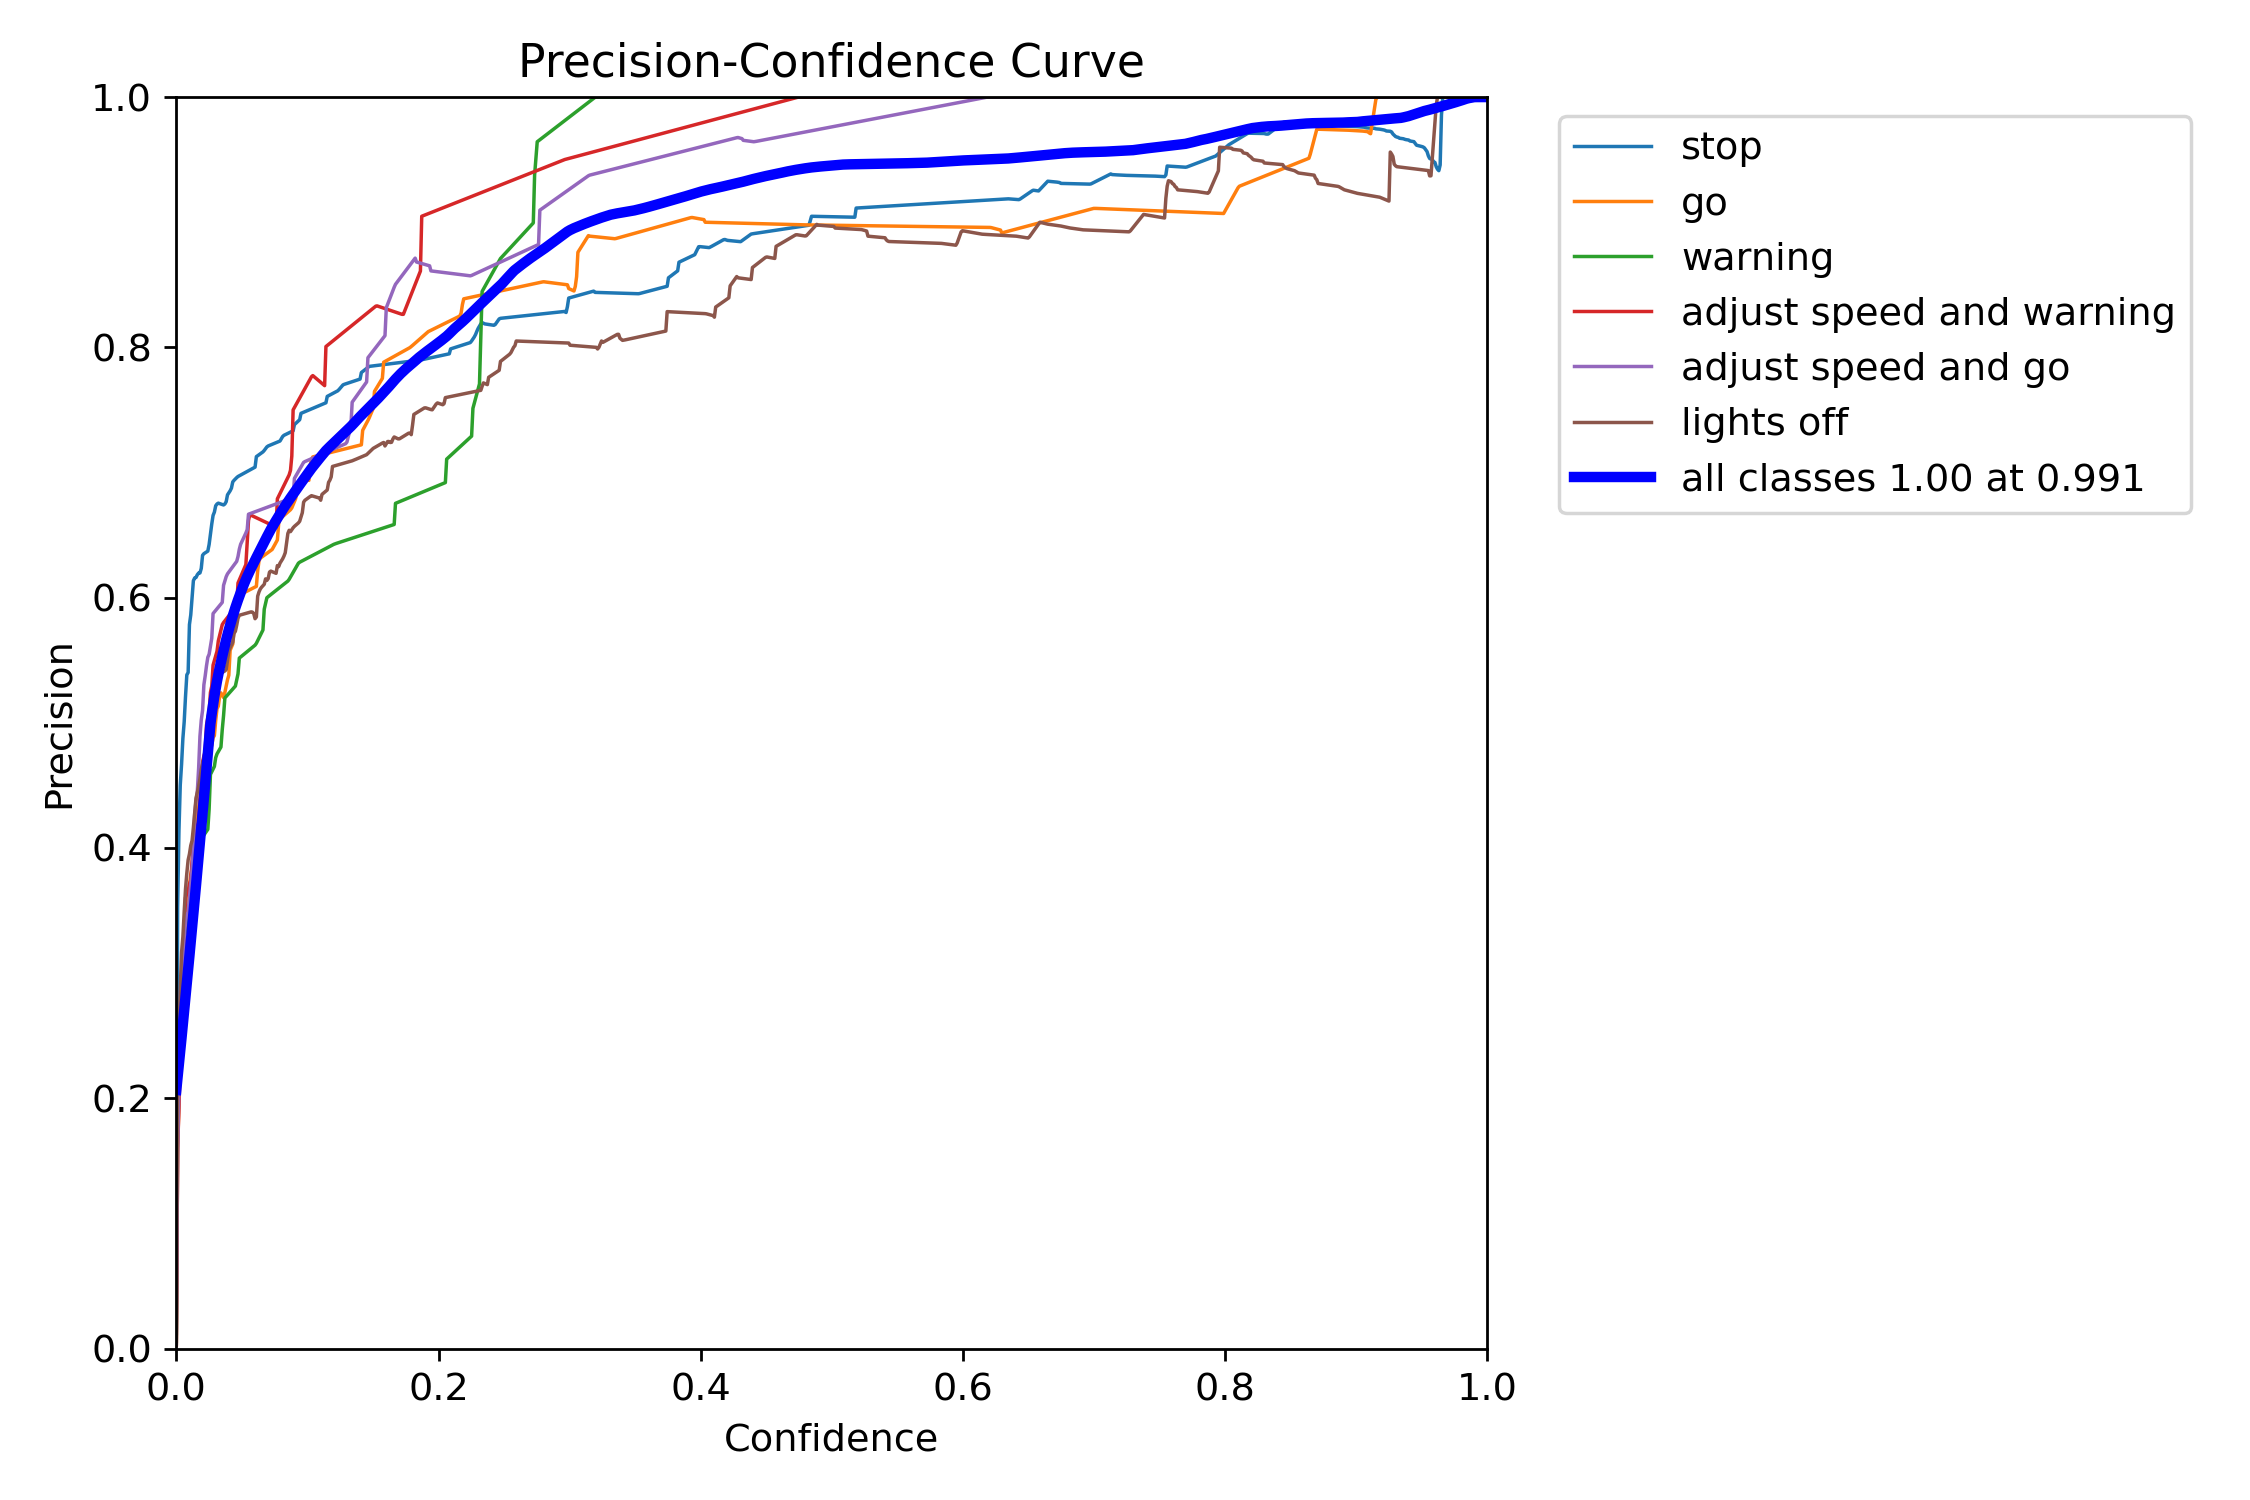 Precision-Confidence Curve
1.0
0.8
0.6
0.4
0.2
0.0
Precision
0.0 0.2 0.4 0.6 0.8 1.0
Confidence
stop
go
warning
adjust speed and warning
adjust speed and go
lights off
all classes 1.00 at 0.991